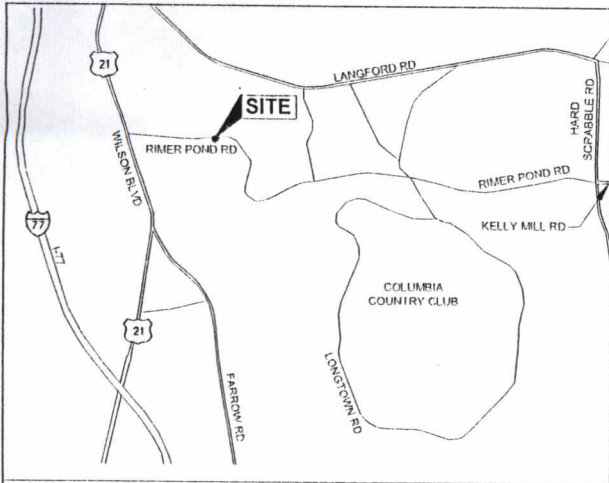 21
LANGFORD RD
SITE
HARD
SCRABBLE RD
WILSON BLVD
RIMER POND RD
RIMER POND RD
77
I-77
KELLY MILL RD
COLUMBIA
COUNTRY CLUB
21
LONGTOWN RD
FARROW RD